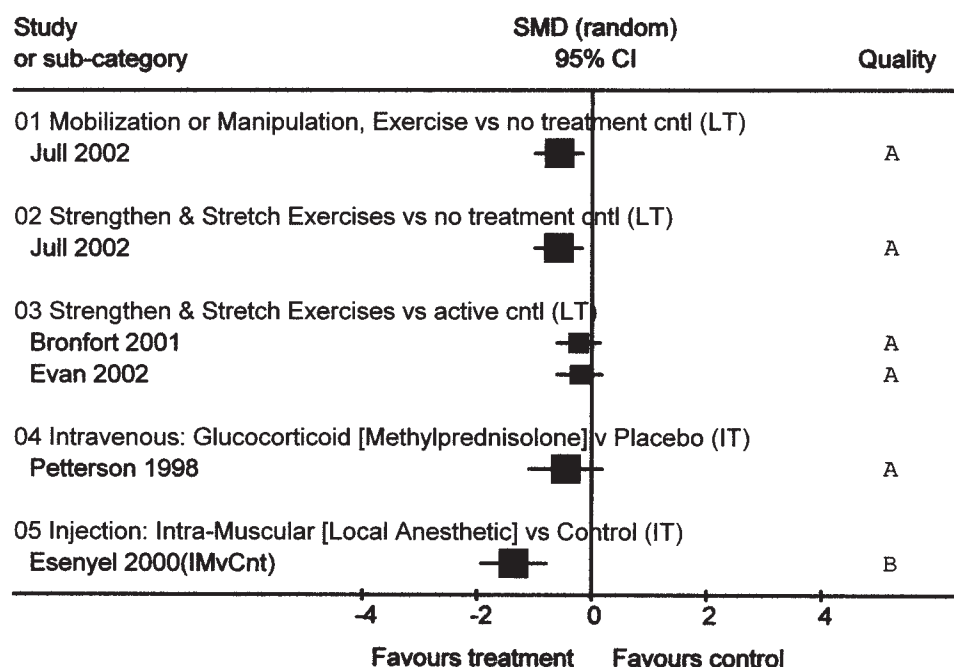 Study SMD (random)
or sub-category 95% CI Quality
01 Mobilization or Manipulation, Exercise vs no treatment cntl (LT)
Jull 2002 A
02 Strengthen & Stretch Exercises vs no treatment cntl (LT)
Jull 2002 A
03 Strengthen & Stretch Exercises vs active cntl (LT)
Bronfort 2001 A
Evan 2002 A
04 Intravenous: Glucocorticoid [Methylprednisolone] v Placebo (IT)
Petterson 1998 A
05 Injection: Intra-Muscular [Local Anesthetic] vs Control (IT)
Esenyel 2000(IMvCnt) B
-4 -2 0 2 4
Favours treatment Favours control